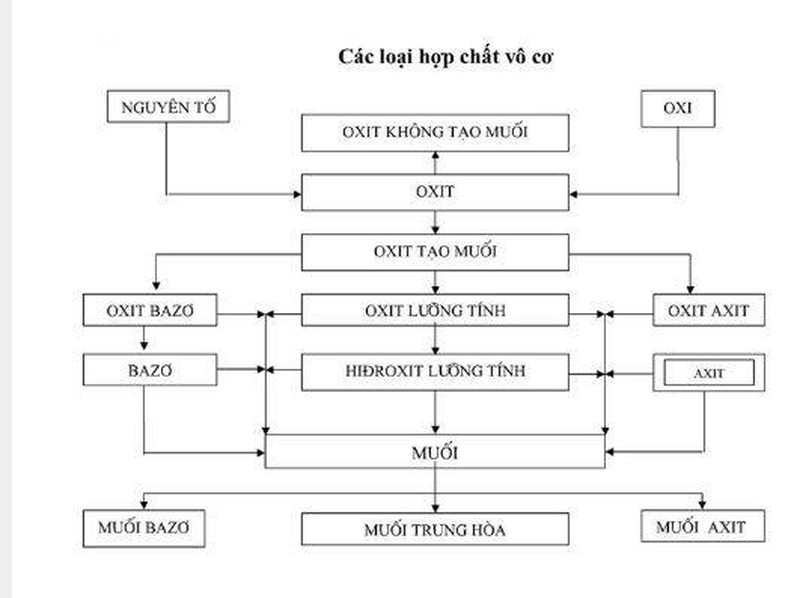 Các loại hợp chất vô cơ
NGUYÊN TỐ
OXI
OXIT KHÔNG TẠO MUỐI
OXIT
OXIT TẠO MUỐI
OXIT BAZƠ
OXIT LƯỠNG TÍNH
OXIT AXIT
BAZƠ
HIĐROXIT LƯỠNG TÍNH
AXIT
MUỐI
MUỐI BAZƠ
MUỐI TRUNG HÒA
MUỐI AXIT